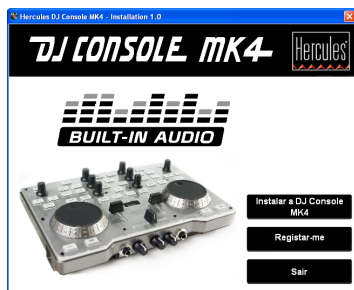 Hercules DJ Console MK4 - Installation 1.0
DJ CONSOLE MK4
Hercules
BUILT-IN AUDIO
Instalar a DJ Console
MK4
Registar-me
Sair